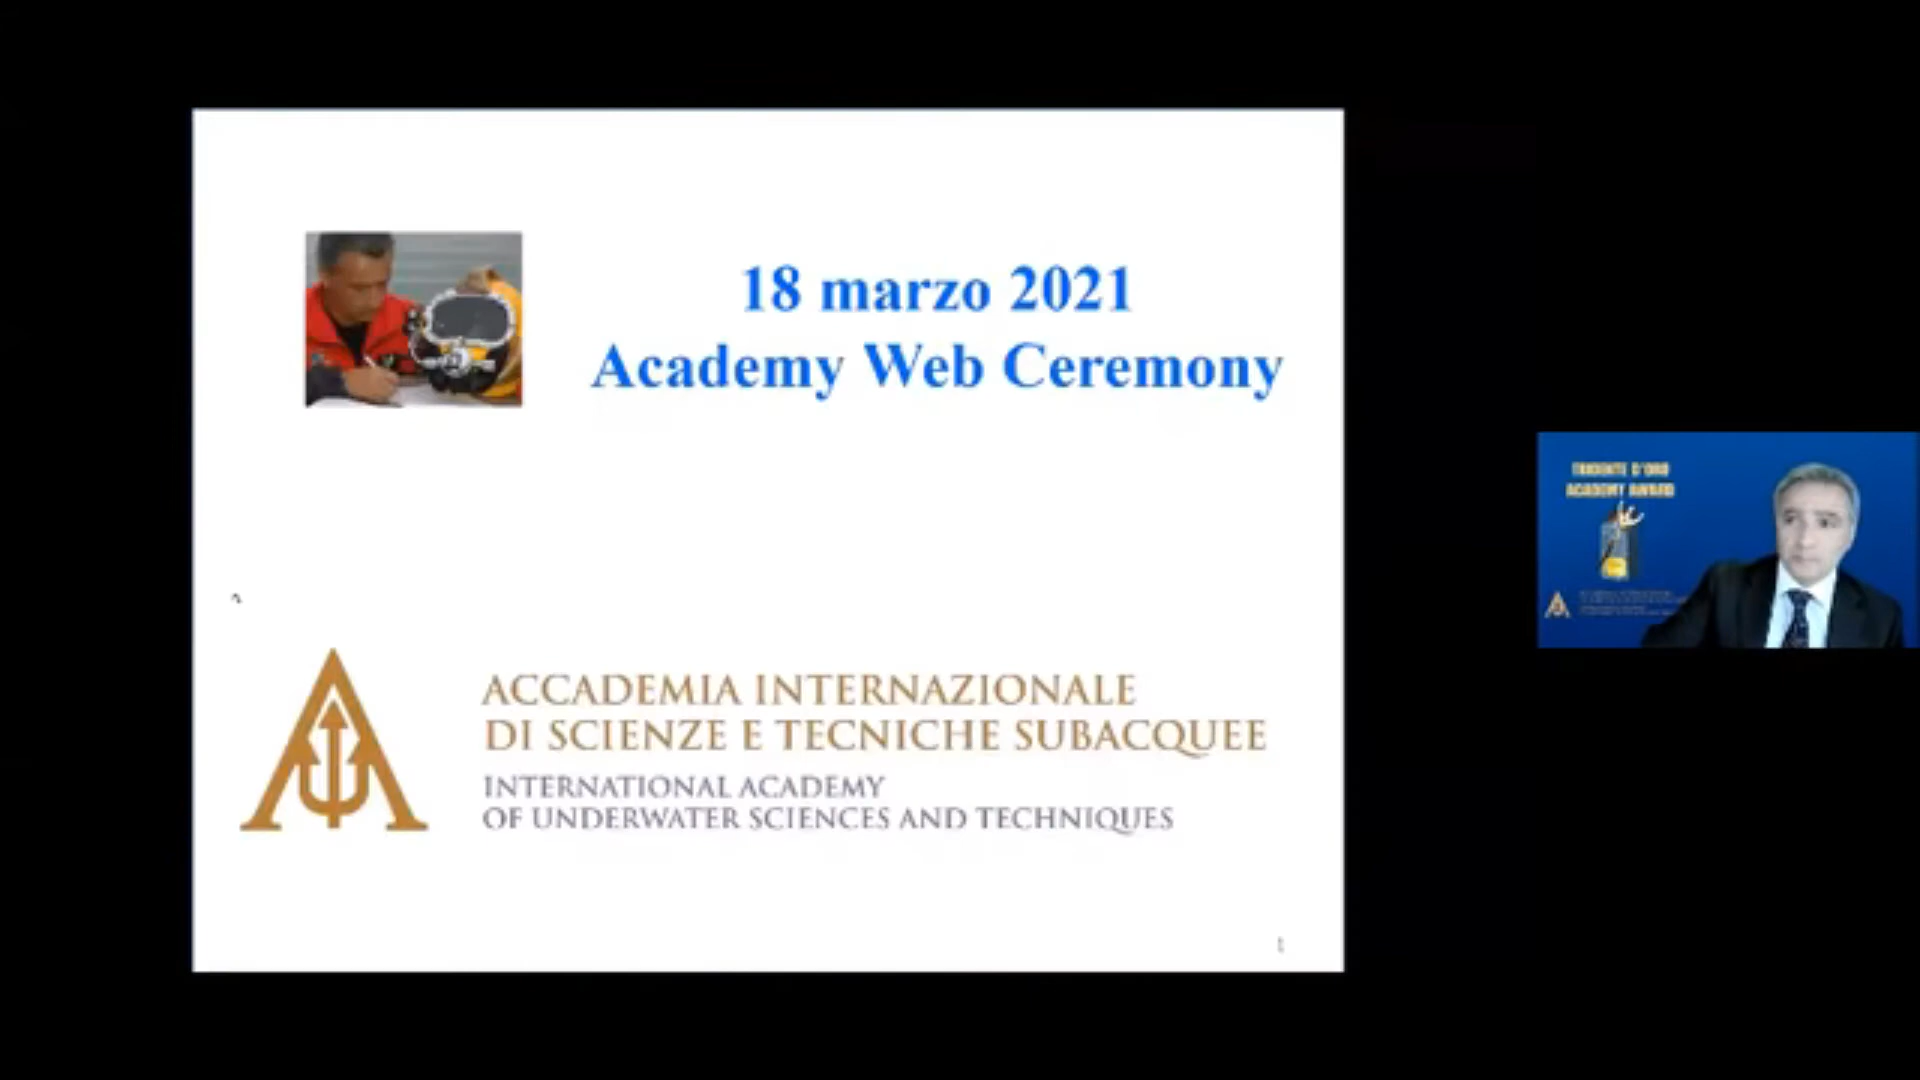 18 marzo 2021
Academy Web Ceremony
ACCADEMIA INTERNAZIONALE
DI SCIENZE E TECNICHE SUBACQUEE
INTERNATIONAL ACADEMY
OF UNDERWATER SCIENCES AND TECHNIQUES
1
TRIDENTE D'ORO
ACADEMY AWARD